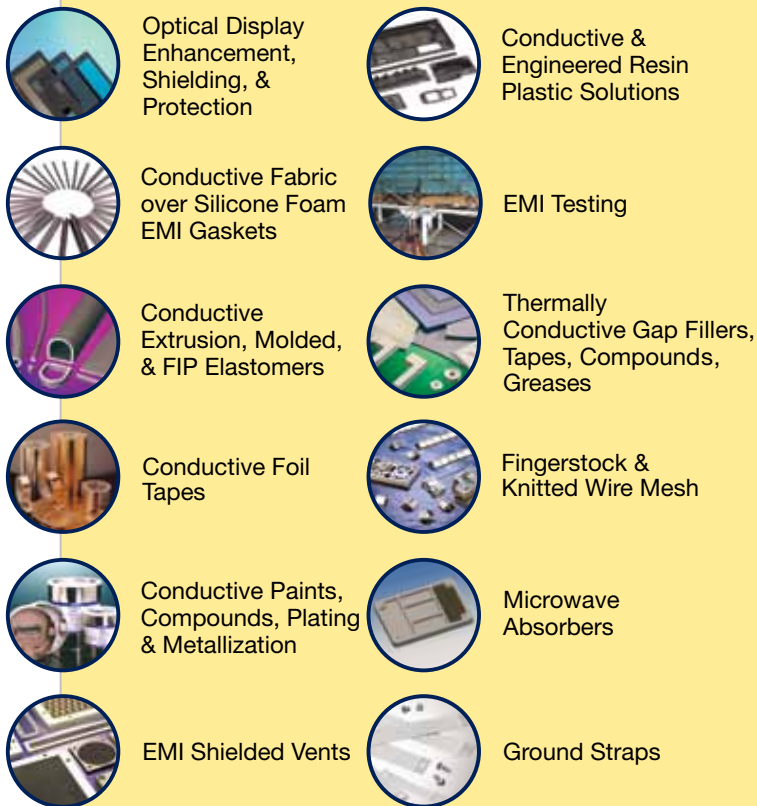 Optical Display
Enhancement,
Shielding, &
Protection
Conductive &
Engineered Resin
Plastic Solutions
Conductive Fabric
over Silicone Foam
EMI Gaskets
EMI Testing
Conductive
Extrusion, Molded,
& FIP Elastomers
Thermally
Conductive Gap Fillers,
Tapes, Compounds,
Greases
Conductive Foil
Tapes
Fingerstock &
Knitted Wire Mesh
Conductive Paints,
Compounds, Plating
& Metallization
Microwave
Absorbers
EMI Shielded Vents
Ground Straps